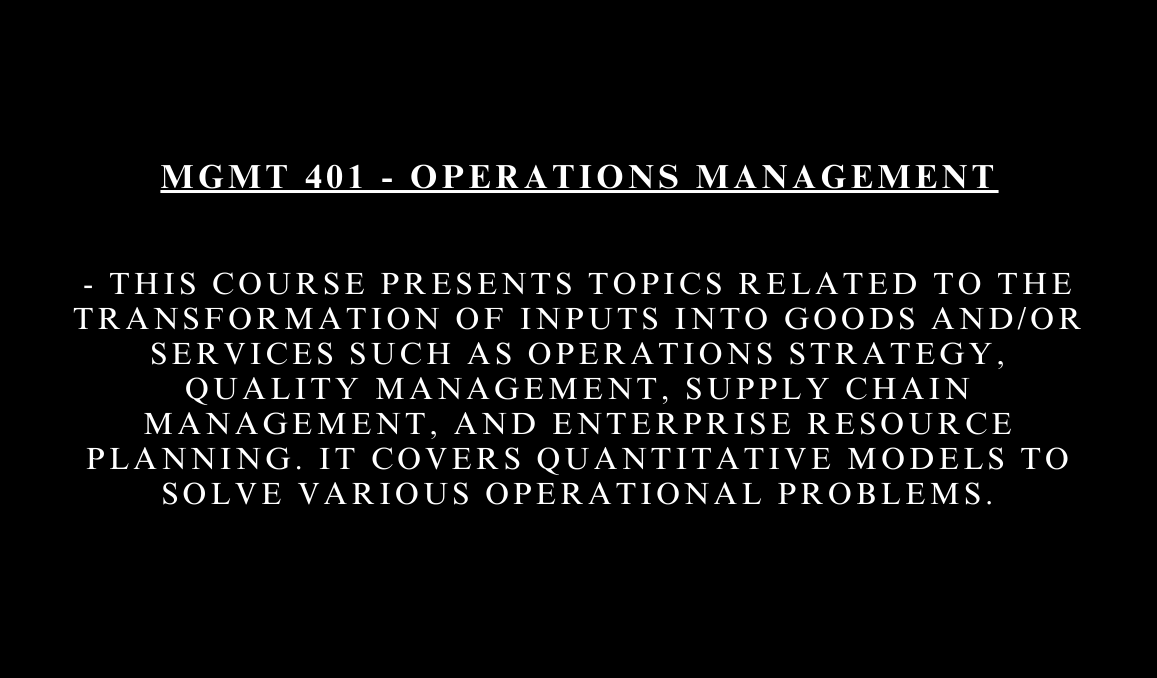 MGMT 401 - OPERATIONS MANAGEMENT
- THIS COURSE PRESENTS TOPICS RELATED TO THE
TRANSFORMATION OF INPUTS INTO GOODS AND/OR
SERVICES SUCH AS OPERATIONS STRATEGY,
QUALITY MANAGEMENT, SUPPLY CHAIN
MANAGEMENT, AND ENTERPRISE RESOURCE
PLANNING. IT COVERS QUANTITATIVE MODELS TO
SOLVE VARIOUS OPERATIONAL PROBLEMS.